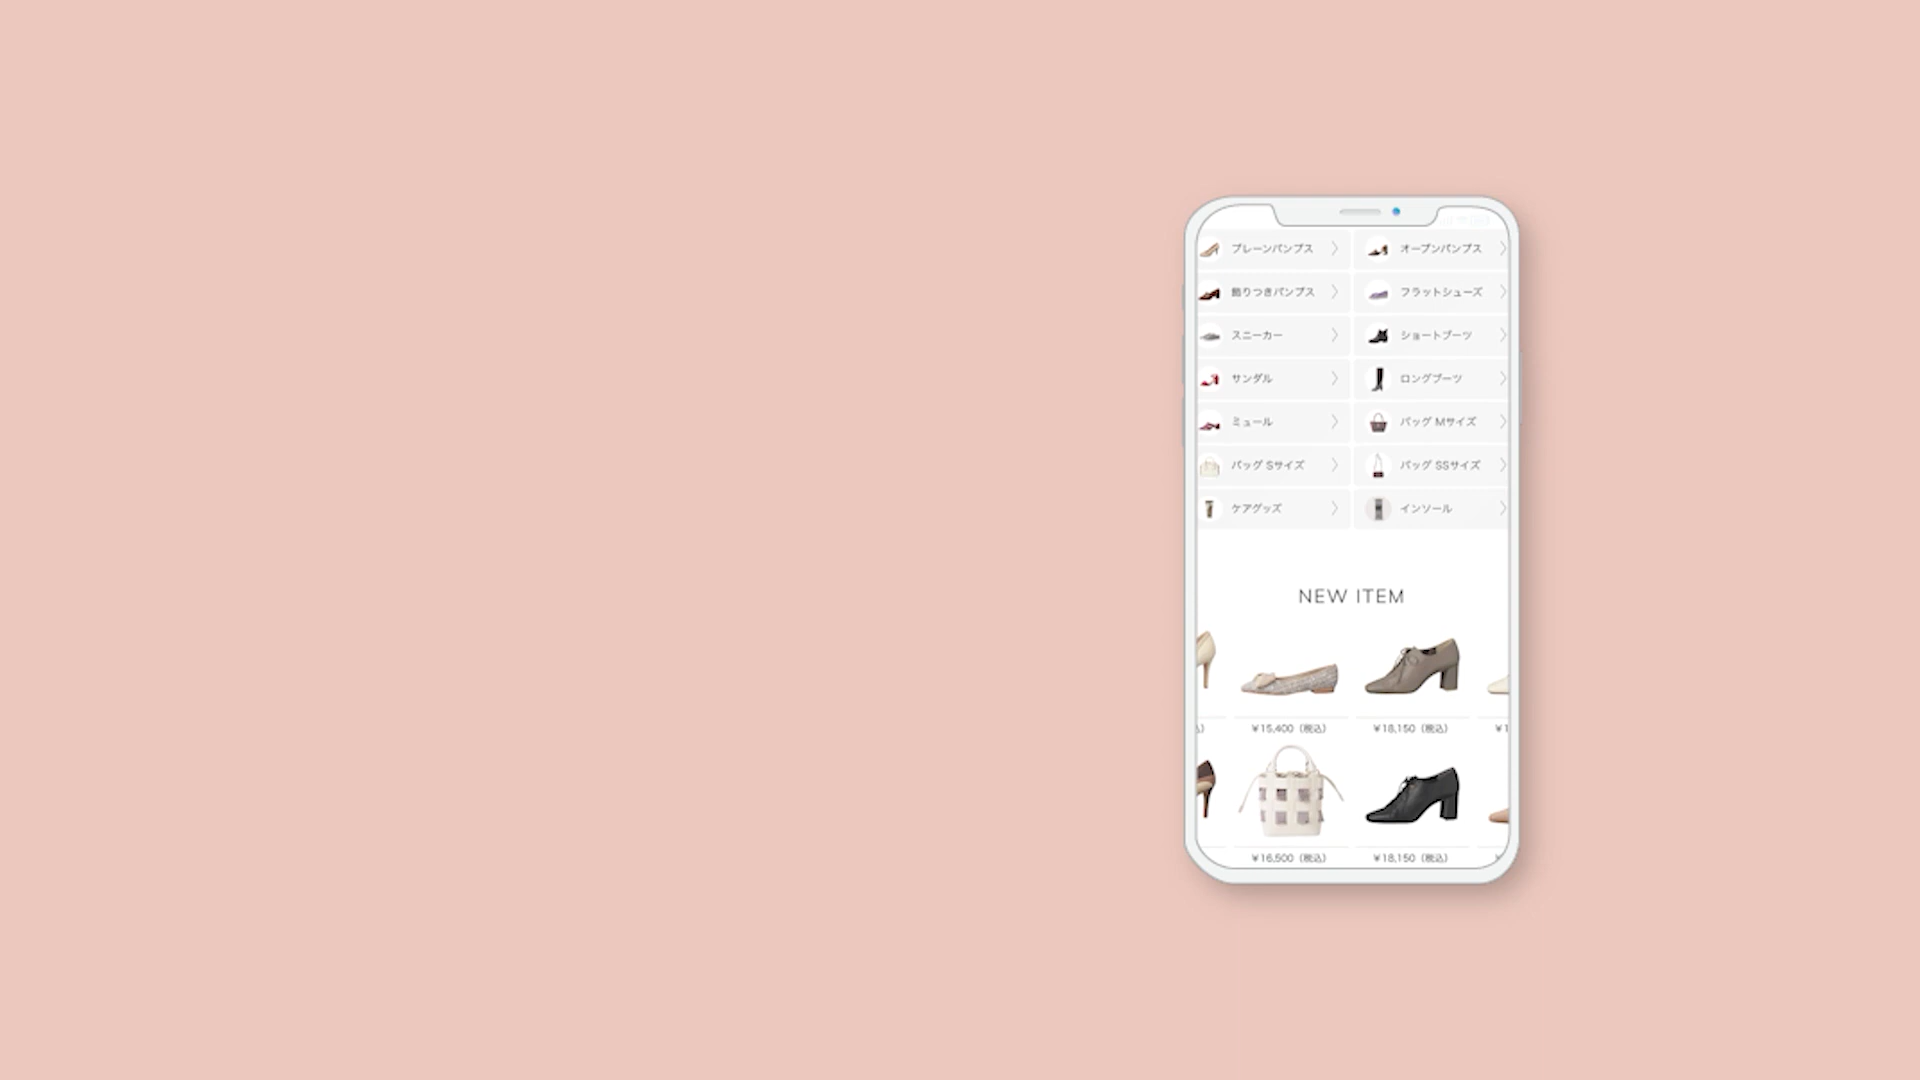 プレーンパンプス
オープンパンプス
飾りつきパンプス
フラットシューズ
スニーカー
ショートブーツ
サンダル
ロングブーツ
ミュール
バッグ Mサイズ
バッグ Sサイズ
バッグ SSサイズ
ケアグッズ
インソール
NEW ITEM
¥15,400（税込）
¥18,150（税込）
¥16,500（税込）
¥18,150（税込）